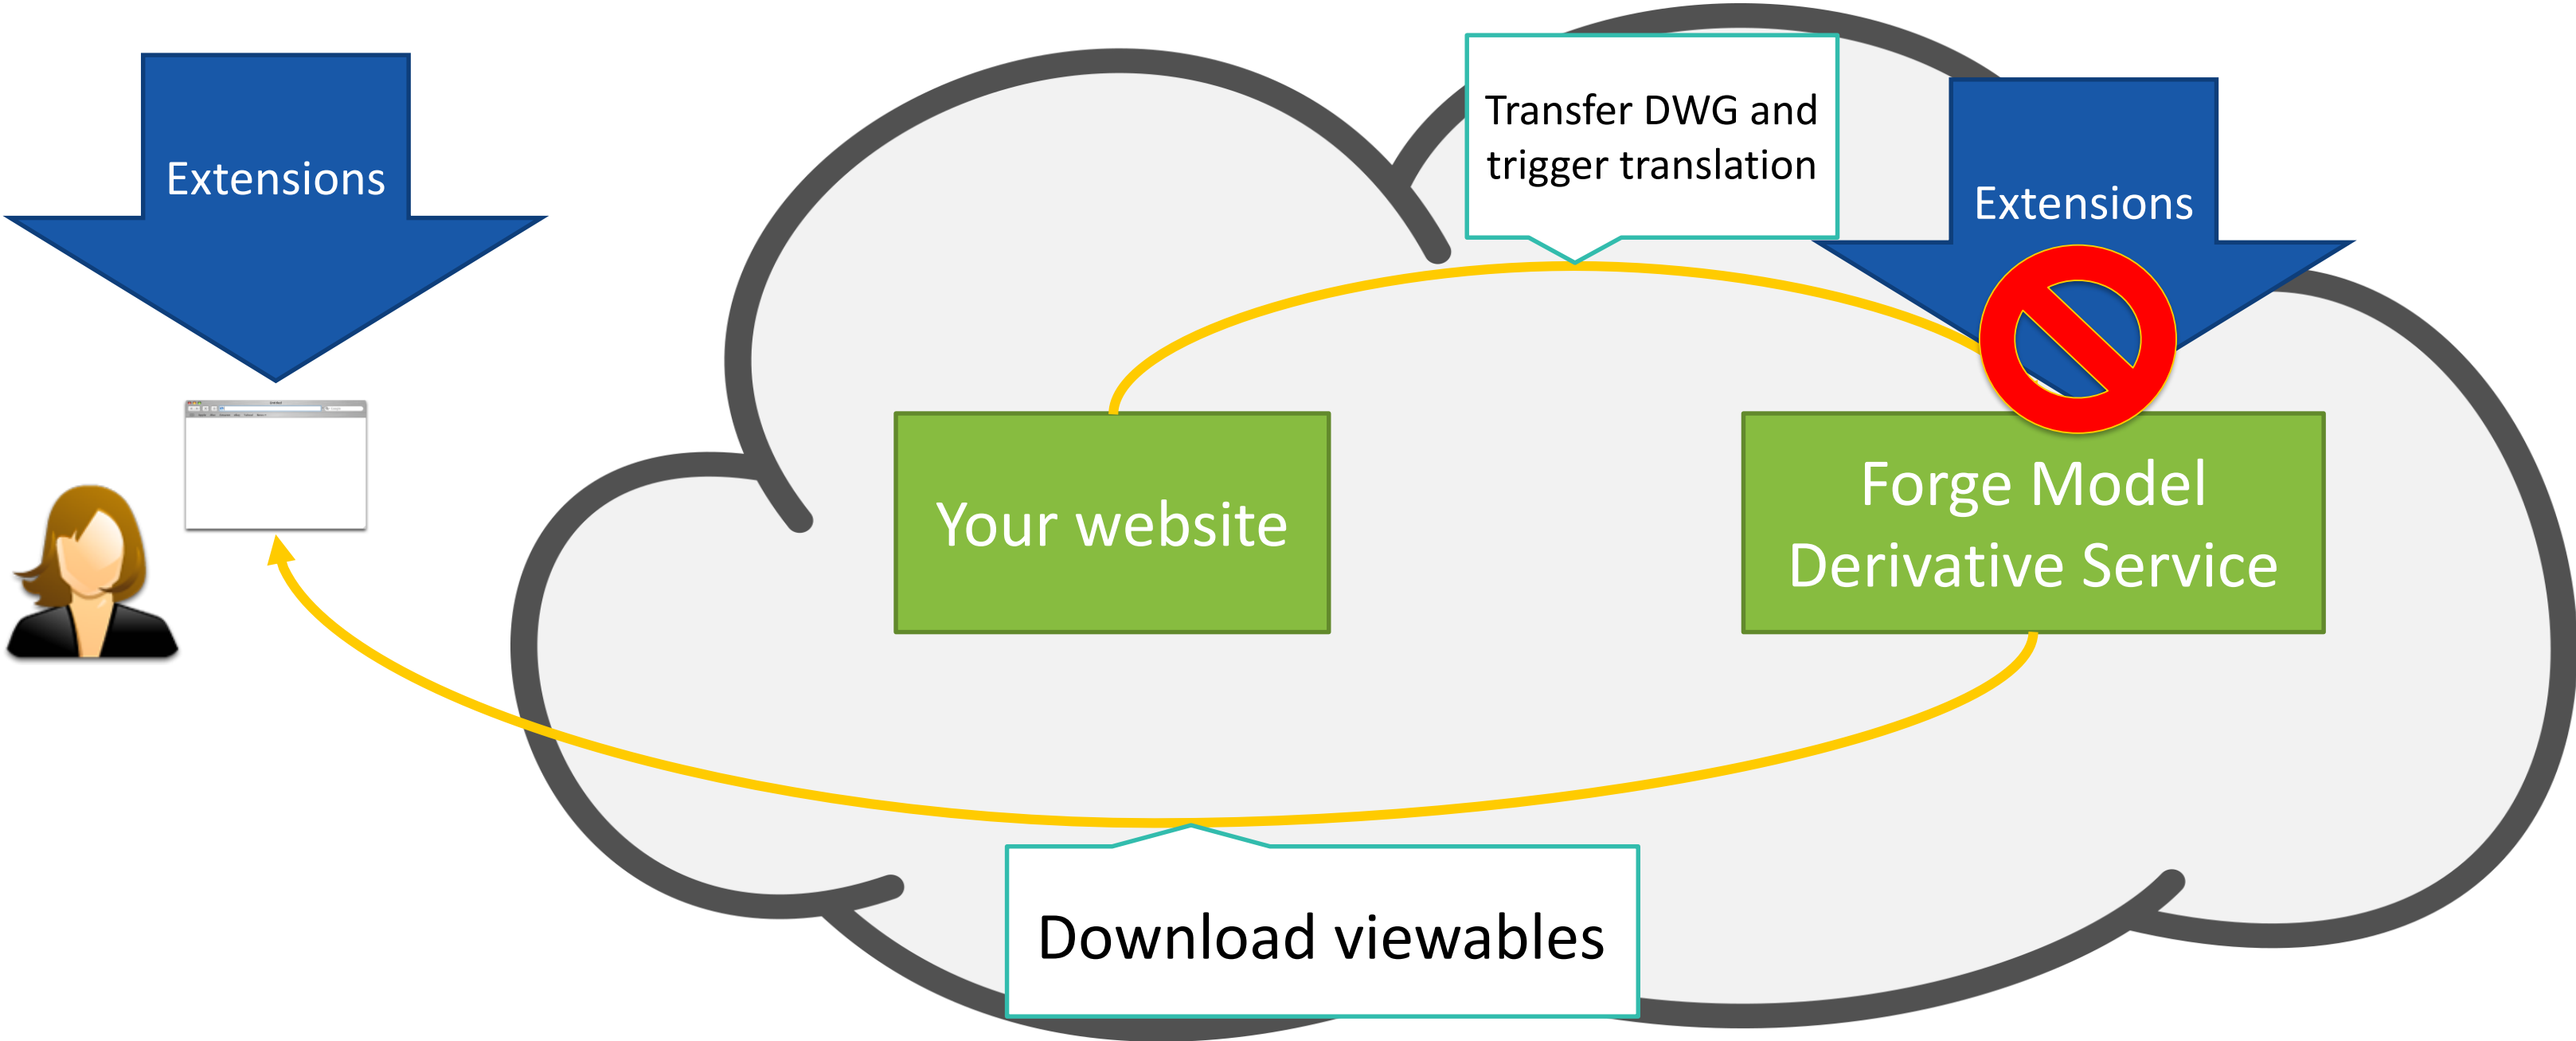 Extensions
Transfer DWG and
trigger translation
Extensions
Your website
Forge Model
Derivative Service
Download viewables